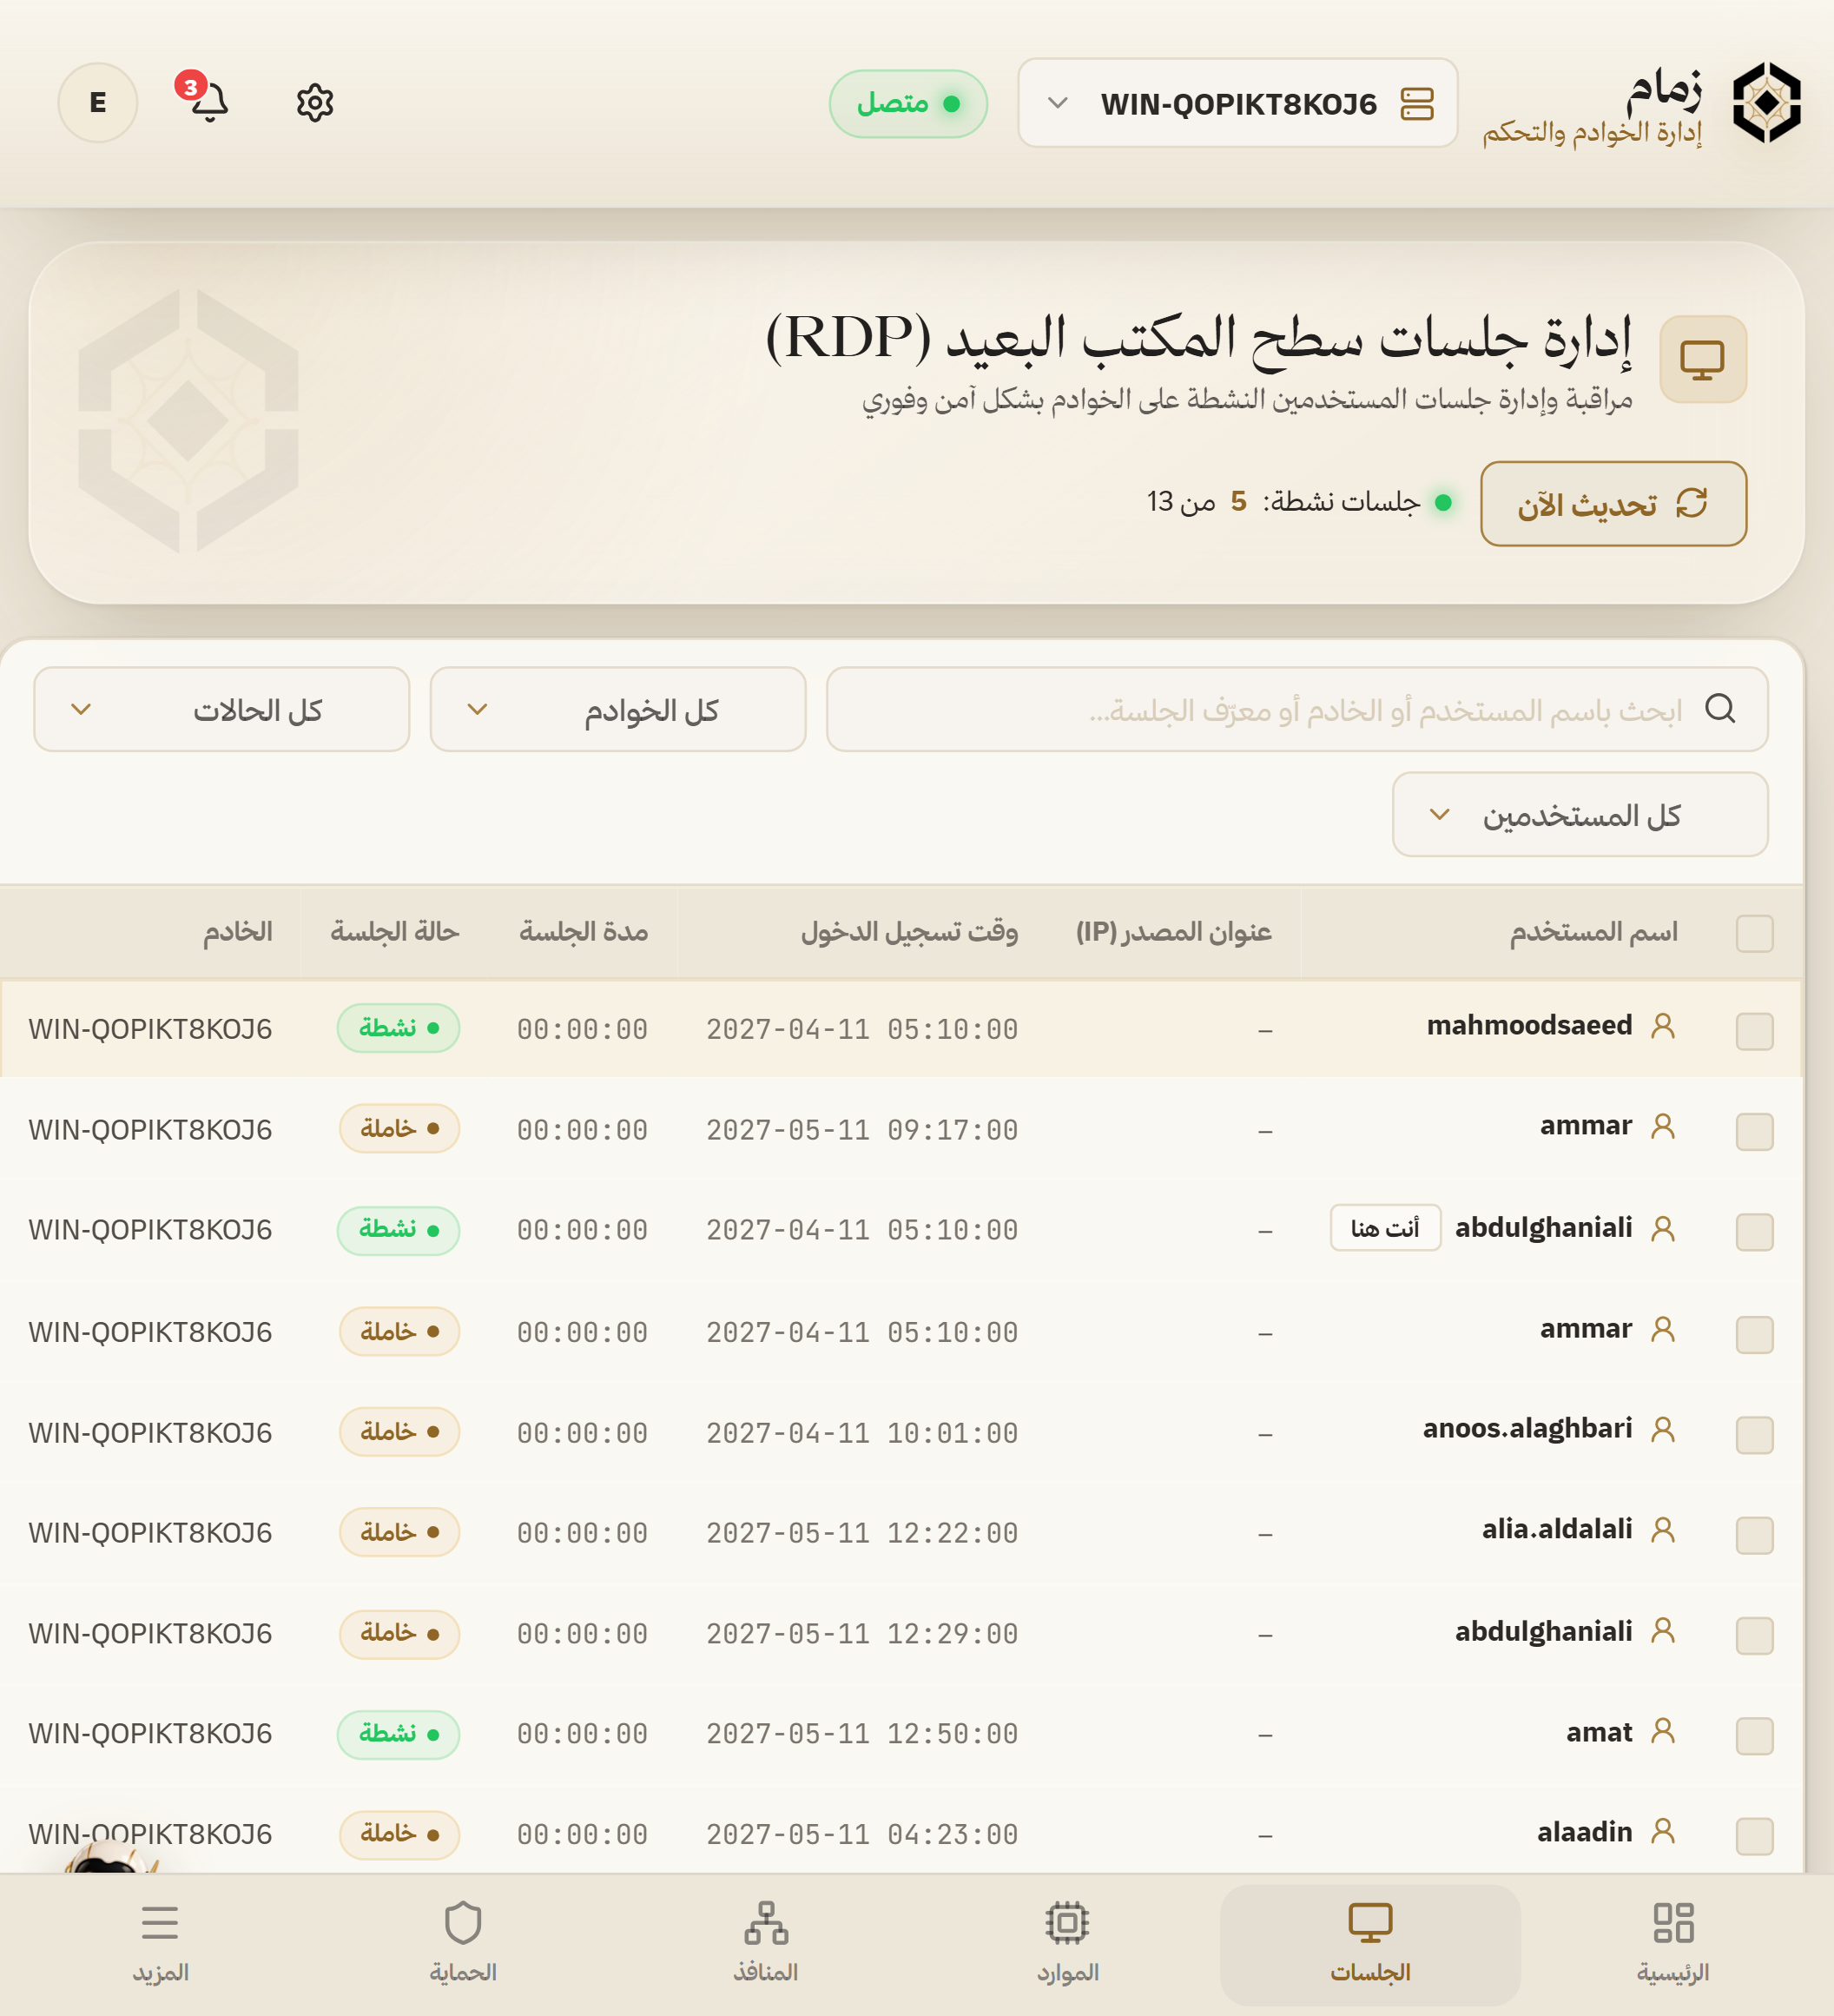 زمام
إدارة الخوادم والتحكم
WIN-QOPIKT8KOJ6
متصل
3
E
إدارة جلسات سطح المكتب البعيد (RDP)
مراقبة وإدارة جلسات المستخدمين النشطة على الخوادم بشكل آمن وفوري
تحديث الآن
جلسات نشطة: 5 من 13
ابحث باسم المستخدم أو الخادم أو معرّف الجلسة...
كل الخوادم
كل الحالات
كل المستخدمين
اسم المستخدم عنوان المصدر (IP) وقت تسجيل الدخول مدة الجلسة حالة الجلسة الخادم
mahmoodsaeed – 2027-04-11 05:10:00 00:00:00 نشطة WIN-QOPIKT8KOJ6
ammar – 2027-05-11 09:17:00 00:00:00 خاملة WIN-QOPIKT8KOJ6
abdulghaniali أنت هنا – 2027-04-11 05:10:00 00:00:00 نشطة WIN-QOPIKT8KOJ6
ammar – 2027-04-11 05:10:00 00:00:00 خاملة WIN-QOPIKT8KOJ6
anoos.alaghbari – 2027-04-11 10:01:00 00:00:00 خاملة WIN-QOPIKT8KOJ6
alia.aldalali – 2027-05-11 12:22:00 00:00:00 خاملة WIN-QOPIKT8KOJ6
abdulghaniali – 2027-05-11 12:29:00 00:00:00 خاملة WIN-QOPIKT8KOJ6
amat – 2027-05-11 12:50:00 00:00:00 نشطة WIN-QOPIKT8KOJ6
alaadin – 2027-05-11 04:23:00 00:00:00 خاملة WIN-QOPIKT8KOJ6
الرئيسية
الجلسات
الموارد
المنافذ
الحماية
المزيد